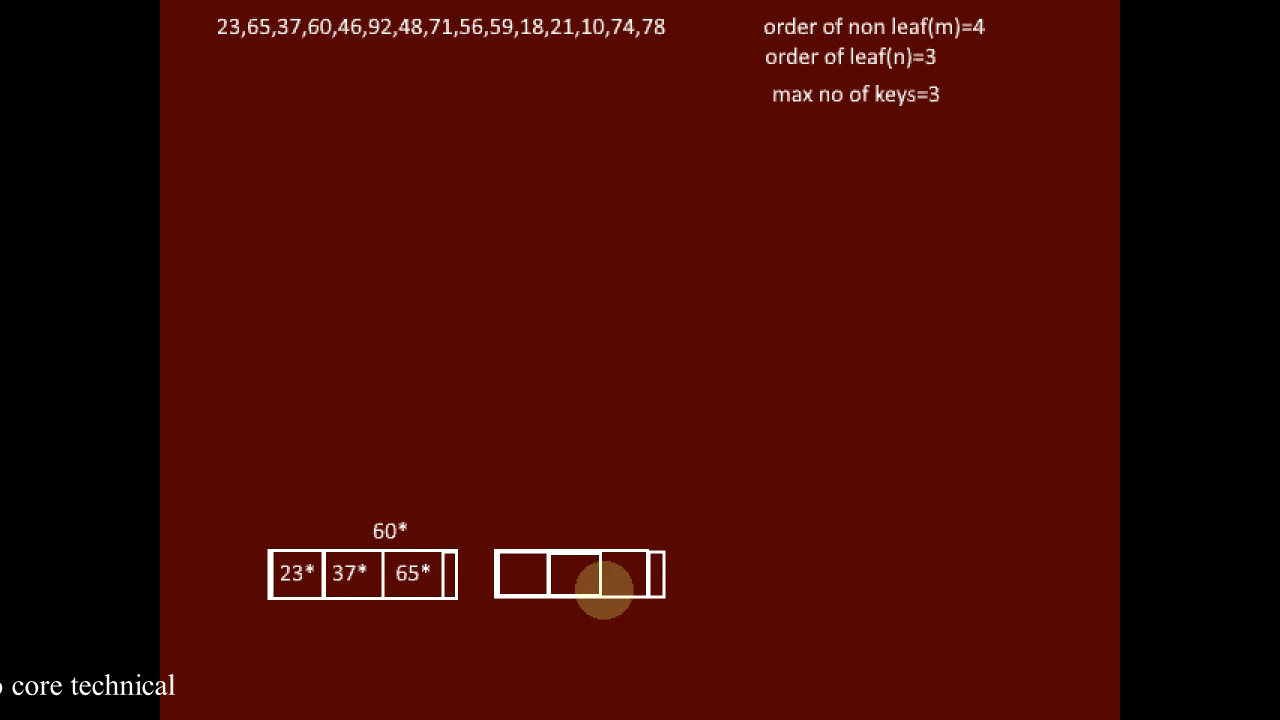 23,65,37,60,46,92,48,71,56,59,18,21,10,74,78
order of non leaf(m)=4
order of leaf(n)=3
max no of keys=3
60*
23* 37* 65*
core technical